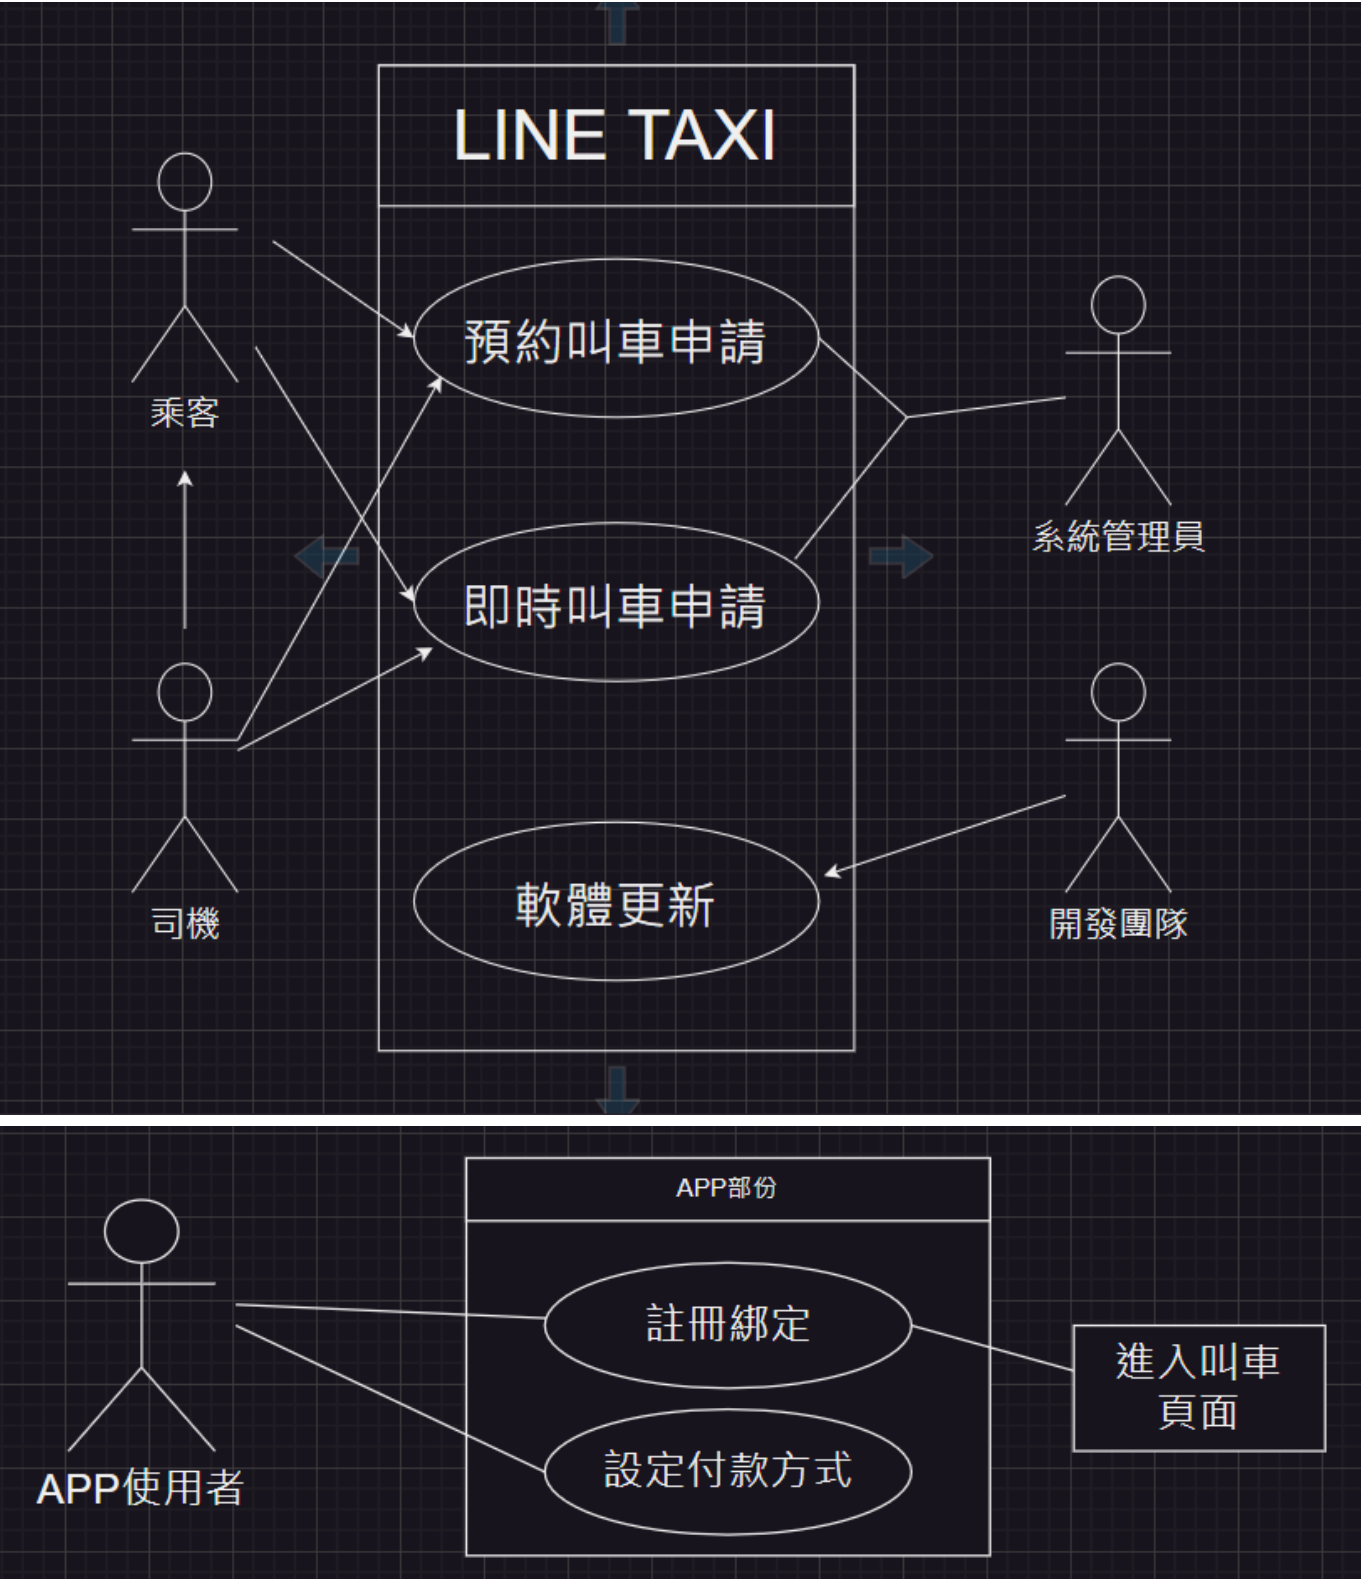 LINE TAXI
預約叫車申請
乘客
系統管理員
即時叫車申請
軟體更新
司機
開發團隊
APP部份
註冊綁定
進入叫車
頁面
設定付款方式
APP使用者